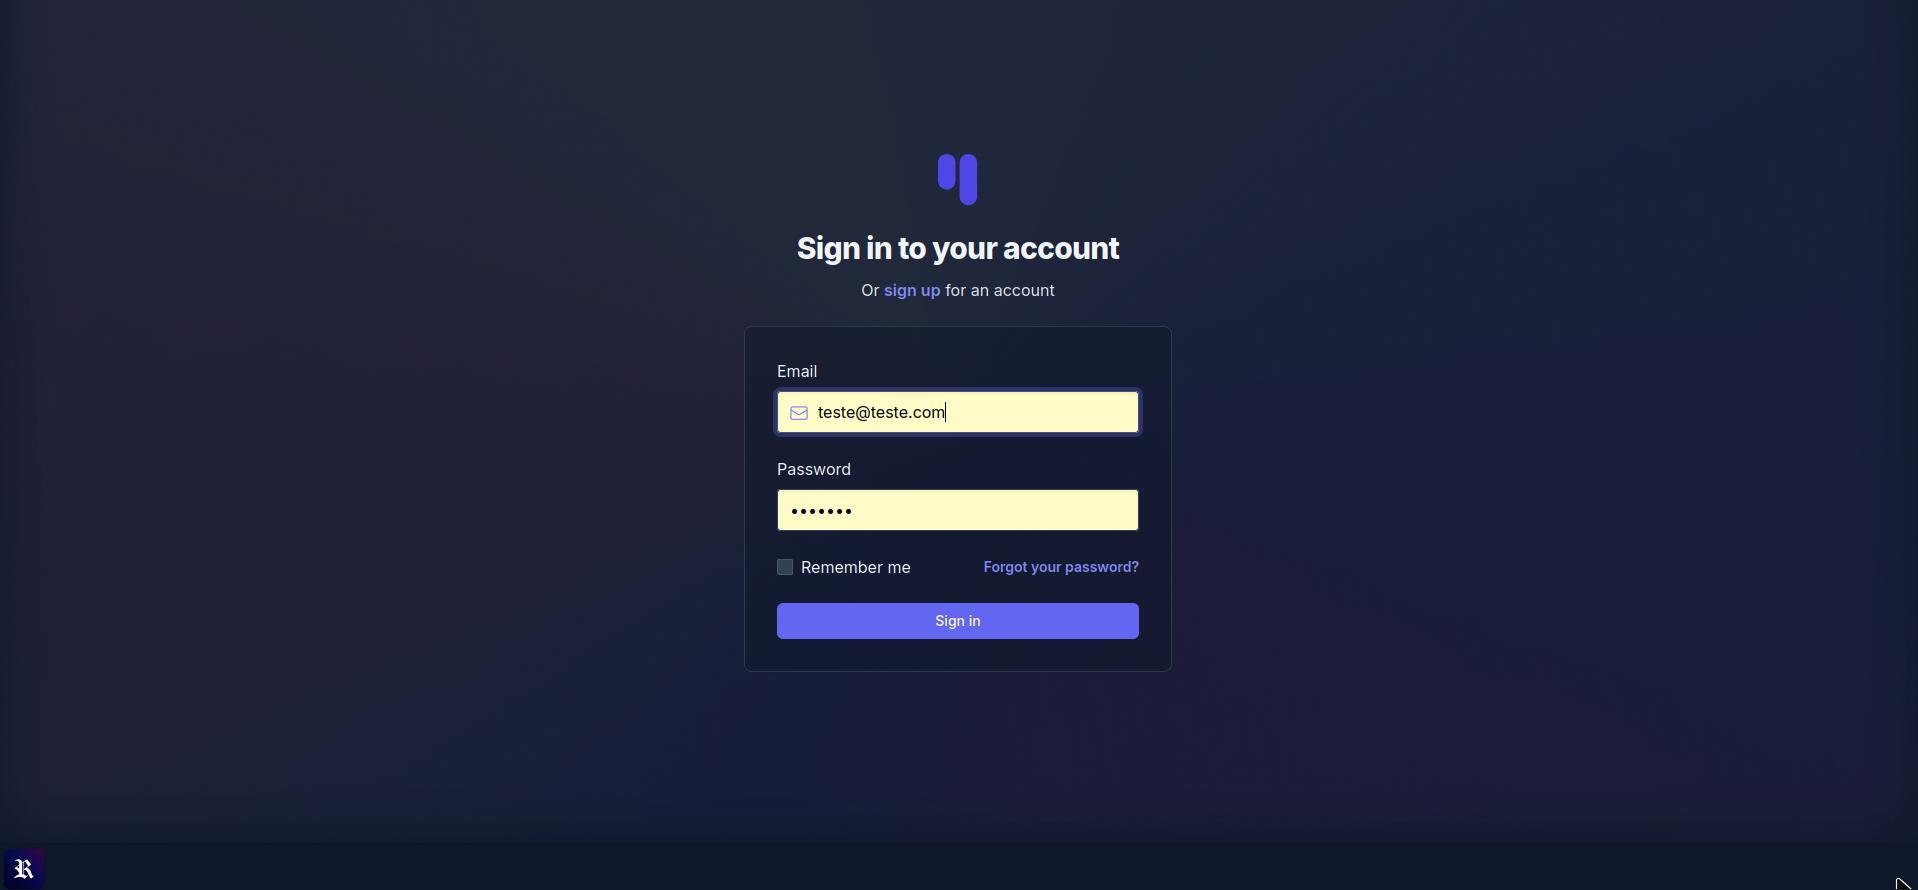 Sign in to your account
Or sign up for an account
Email
teste@teste.com
Password
•••••••
Remember me
Forgot your password?
Sign in
R